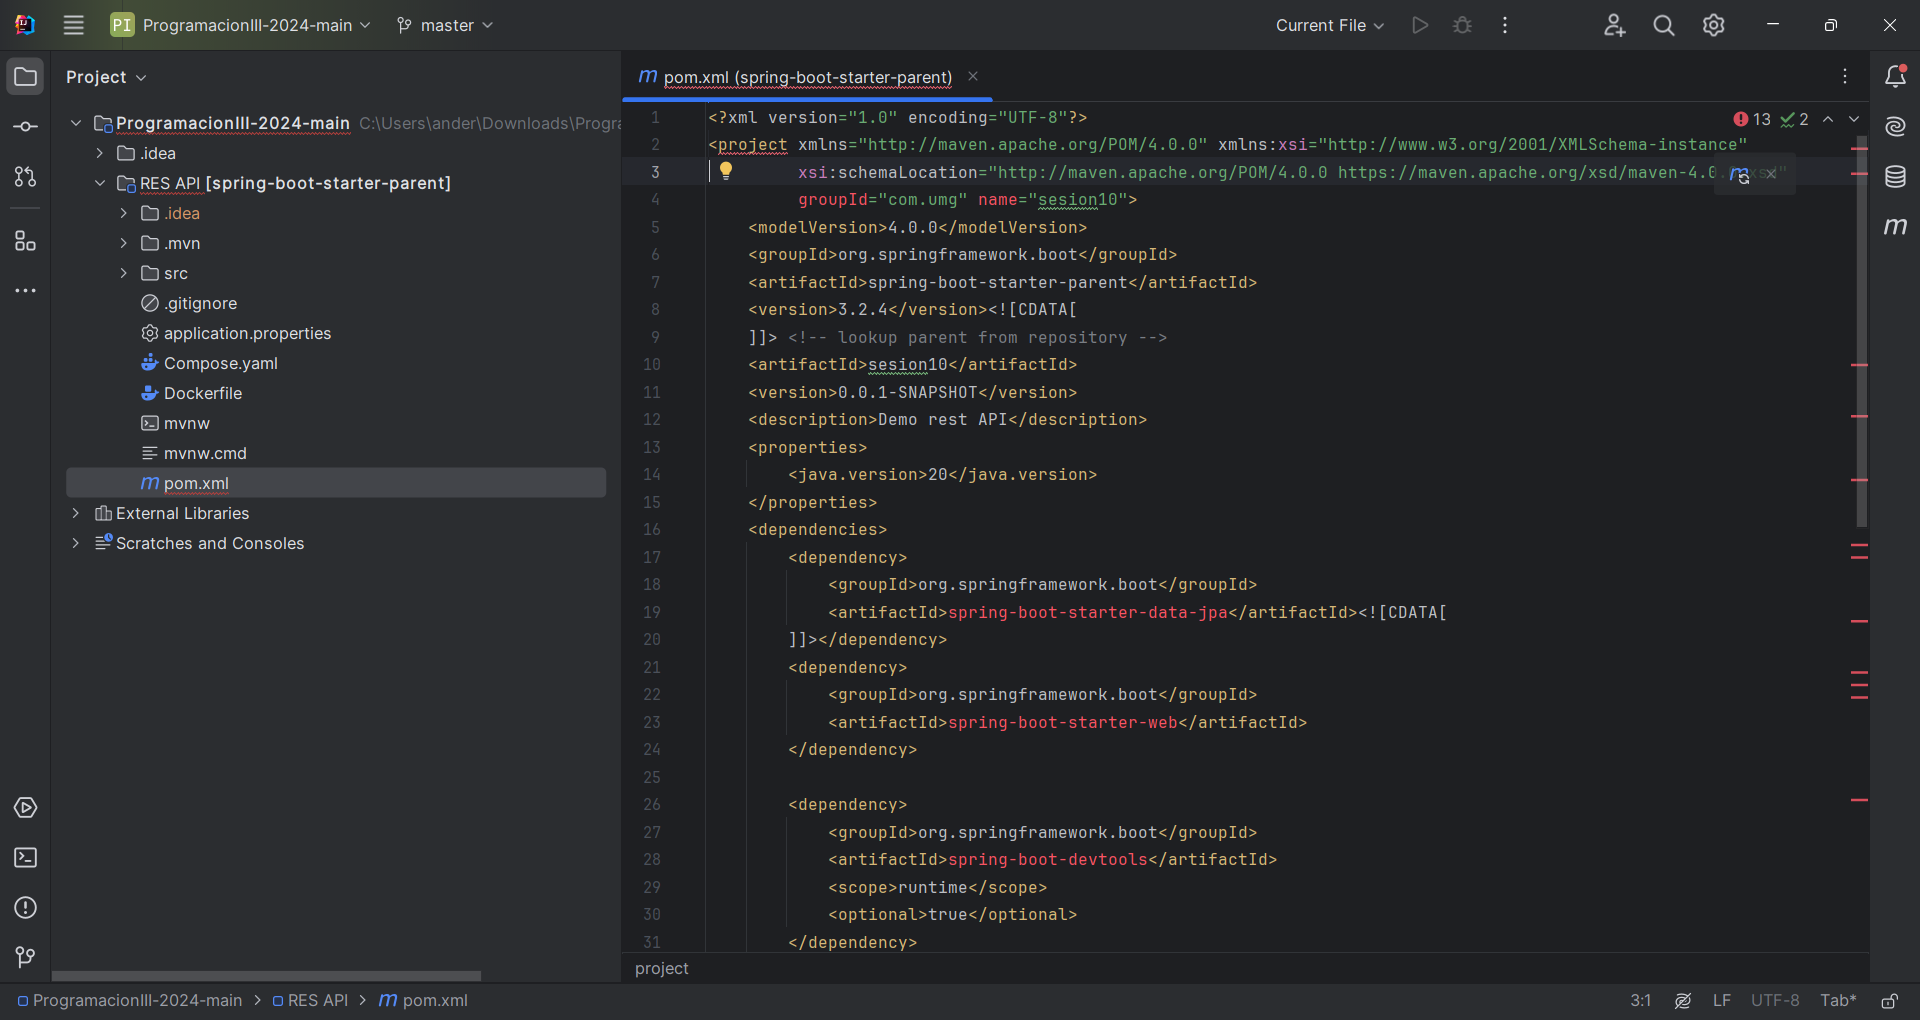 PI ProgramacionIII-2024-main master Current File
Project
ProgramacionIII-2024-main C:\Users\ander\Downloads\Progra
.idea
RES API [spring-boot-starter-parent]
.idea
.mvn
src
.gitignore
application.properties
Compose.yaml
Dockerfile
mvnw
mvnw.cmd
pom.xml
External Libraries
Scratches and Consoles
pom.xml (spring-boot-starter-parent)
13 2
1 <?xml version="1.0" encoding="UTF-8"?>
2 <project xmlns="http://maven.apache.org/POM/4.0.0" xmlns:xsi="http://www.w3.org/2001/XMLSchema-instance"
3 xsi:schemaLocation="http://maven.apache.org/POM/4.0.0 https://maven.apache.org/xsd/maven-4.0.0.xsd"
4 groupId="com.umg" name="sesion10">
5 <modelVersion>4.0.0</modelVersion>
6 <groupId>org.springframework.boot</groupId>
7 <artifactId>spring-boot-starter-parent</artifactId>
8 <version>3.2.4</version><![CDATA[
9 ]]> <!-- lookup parent from repository -->
10 <artifactId>sesion10</artifactId>
11 <version>0.0.1-SNAPSHOT</version>
12 <description>Demo rest API</description>
13 <properties>
14 <java.version>20</java.version>
15 </properties>
16 <dependencies>
17 <dependency>
18 <groupId>org.springframework.boot</groupId>
19 <artifactId>spring-boot-starter-data-jpa</artifactId><![CDATA[
20 ]]></dependency>
21 <dependency>
22 <groupId>org.springframework.boot</groupId>
23 <artifactId>spring-boot-starter-web</artifactId>
24 </dependency>
25
26 <dependency>
27 <groupId>org.springframework.boot</groupId>
28 <artifactId>spring-boot-devtools</artifactId>
29 <scope>runtime</scope>
30 <optional>true</optional>
31 </dependency>
project
ProgramacionIII-2024-main > RES API > pom.xml
3:1 LF UTF-8 Tab*